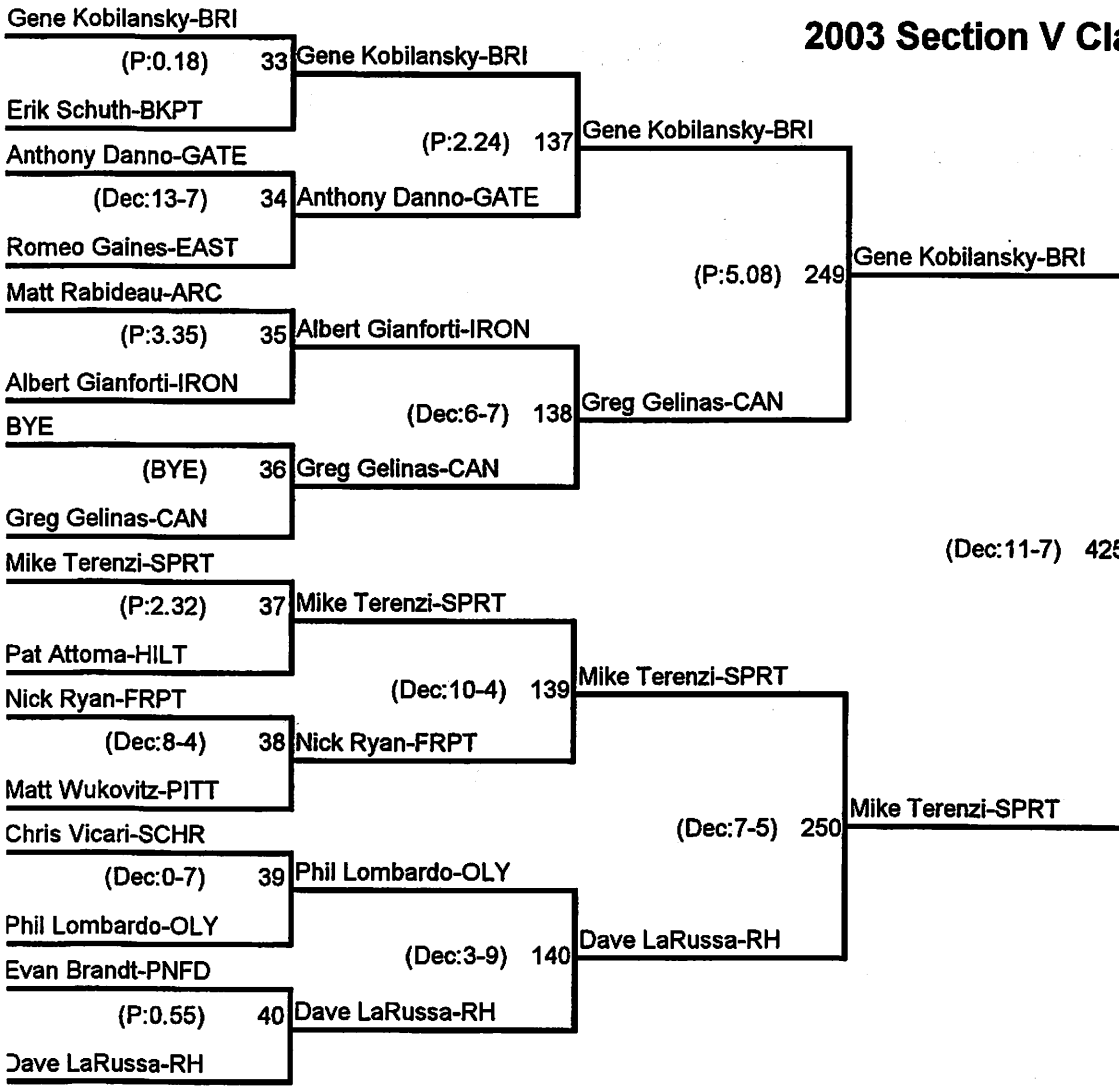 Gene Kobilansky-BRI
2003 Section V Cla
(P:0.18) 33 Gene Kobilansky-BRI
Erik Schuth-BKPT
(P:2.24) 137 Gene Kobilansky-BRI
Anthony Danno-GATE
(Dec:13-7) 34 Anthony Danno-GATE
Romeo Gaines-EAST
(P:5.08) 249 Gene Kobilansky-BRI
Matt Rabideau-ARC
(P:3.35) 35 Albert Gianforti-IRON
Albert Gianforti-IRON
(Dec:6-7) 138 Greg Gelinas-CAN
BYE
(BYE) 36 Greg Gelinas-CAN
Greg Gelinas-CAN
(Dec:11-7) 425
Mike Terenzi-SPRT
(P:2.32) 37 Mike Terenzi-SPRT
Pat Attoma-HILT
(Dec:10-4) 139 Mike Terenzi-SPRT
Nick Ryan-FRPT
(Dec:8-4) 38 Nick Ryan-FRPT
Matt Wukovitz-PITT
(Dec:7-5) 250 Mike Terenzi-SPRT
Chris Vicari-SCHR
(Dec:0-7) 39 Phil Lombardo-OLY
Phil Lombardo-OLY
(Dec:3-9) 140 Dave LaRussa-RH
Evan Brandt-PNFD
(P:0.55) 40 Dave LaRussa-RH
Dave LaRussa-RH